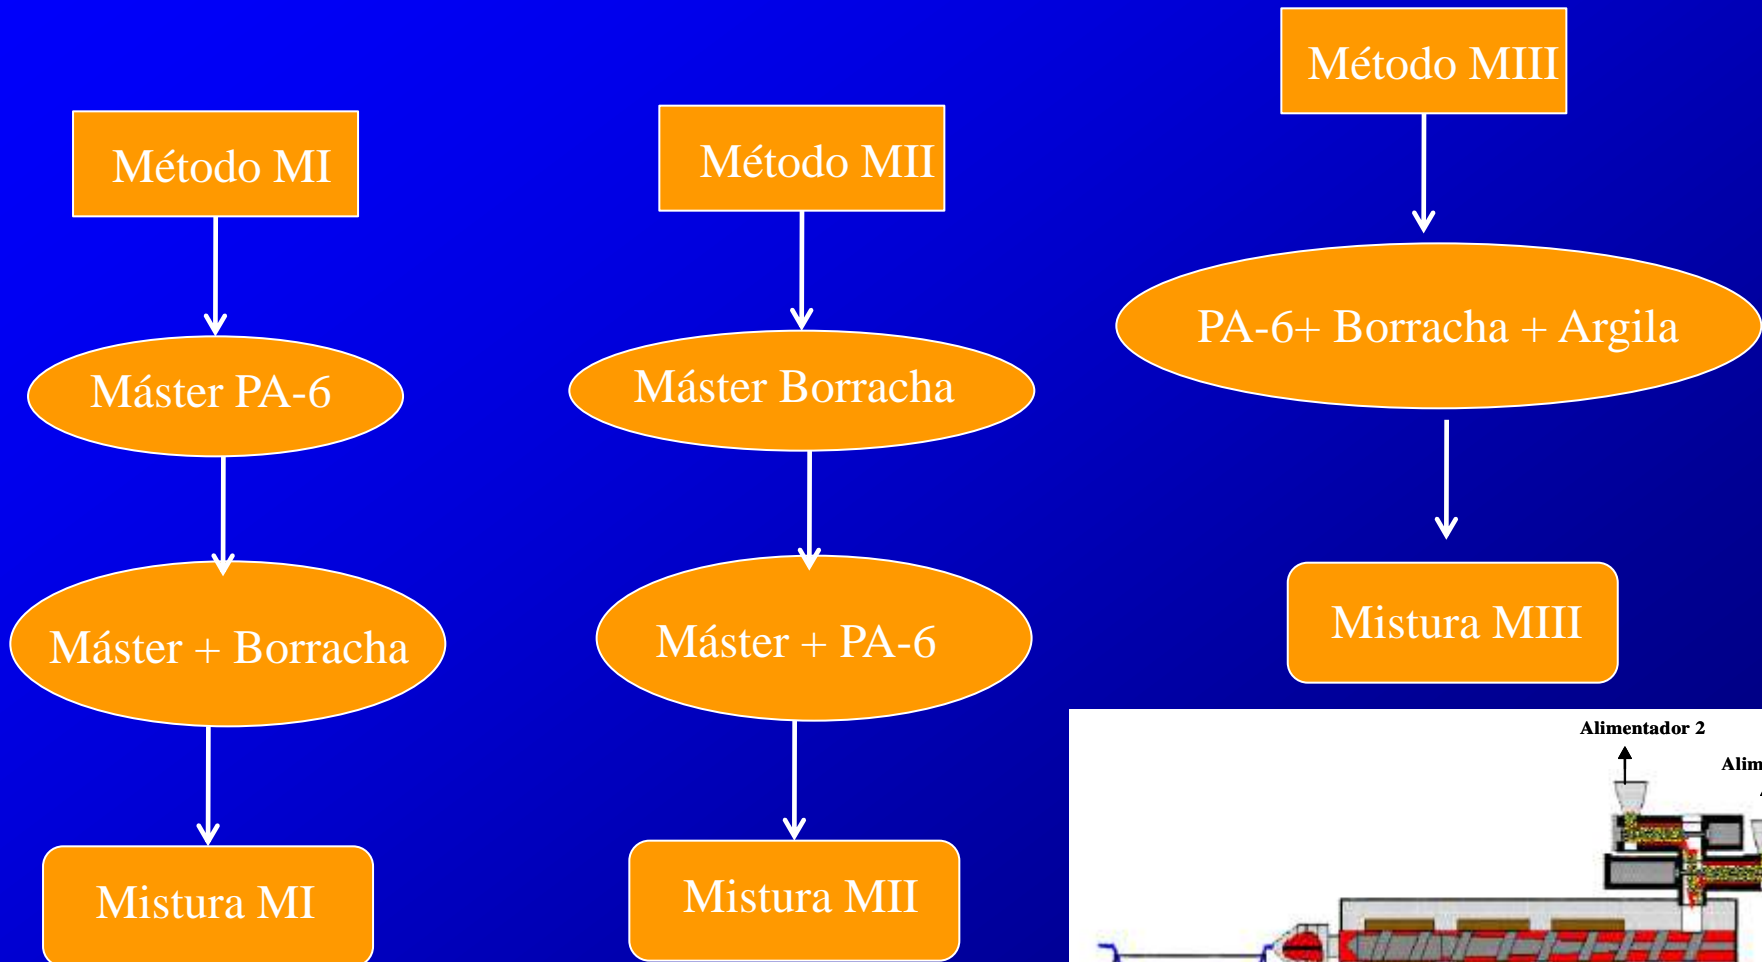 Método MI
Máster PA-6
Máster + Borracha
Mistura MI
Método MII
Máster Borracha
Máster + PA-6
Mistura MII
Método MIII
PA-6+ Borracha + Argila
Mistura MIII
Alimentador 2